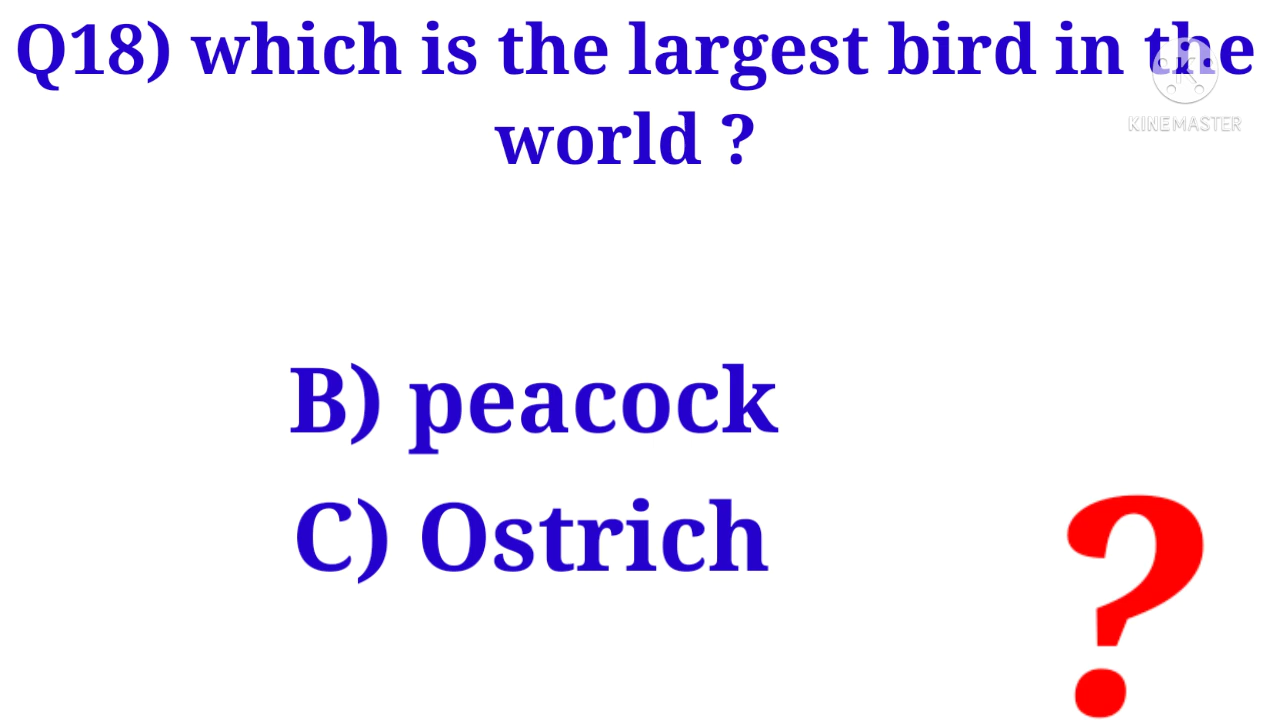 Q18) which is the largest bird in the
world ?
KINEMASTER
B) peacock
C) Ostrich
?